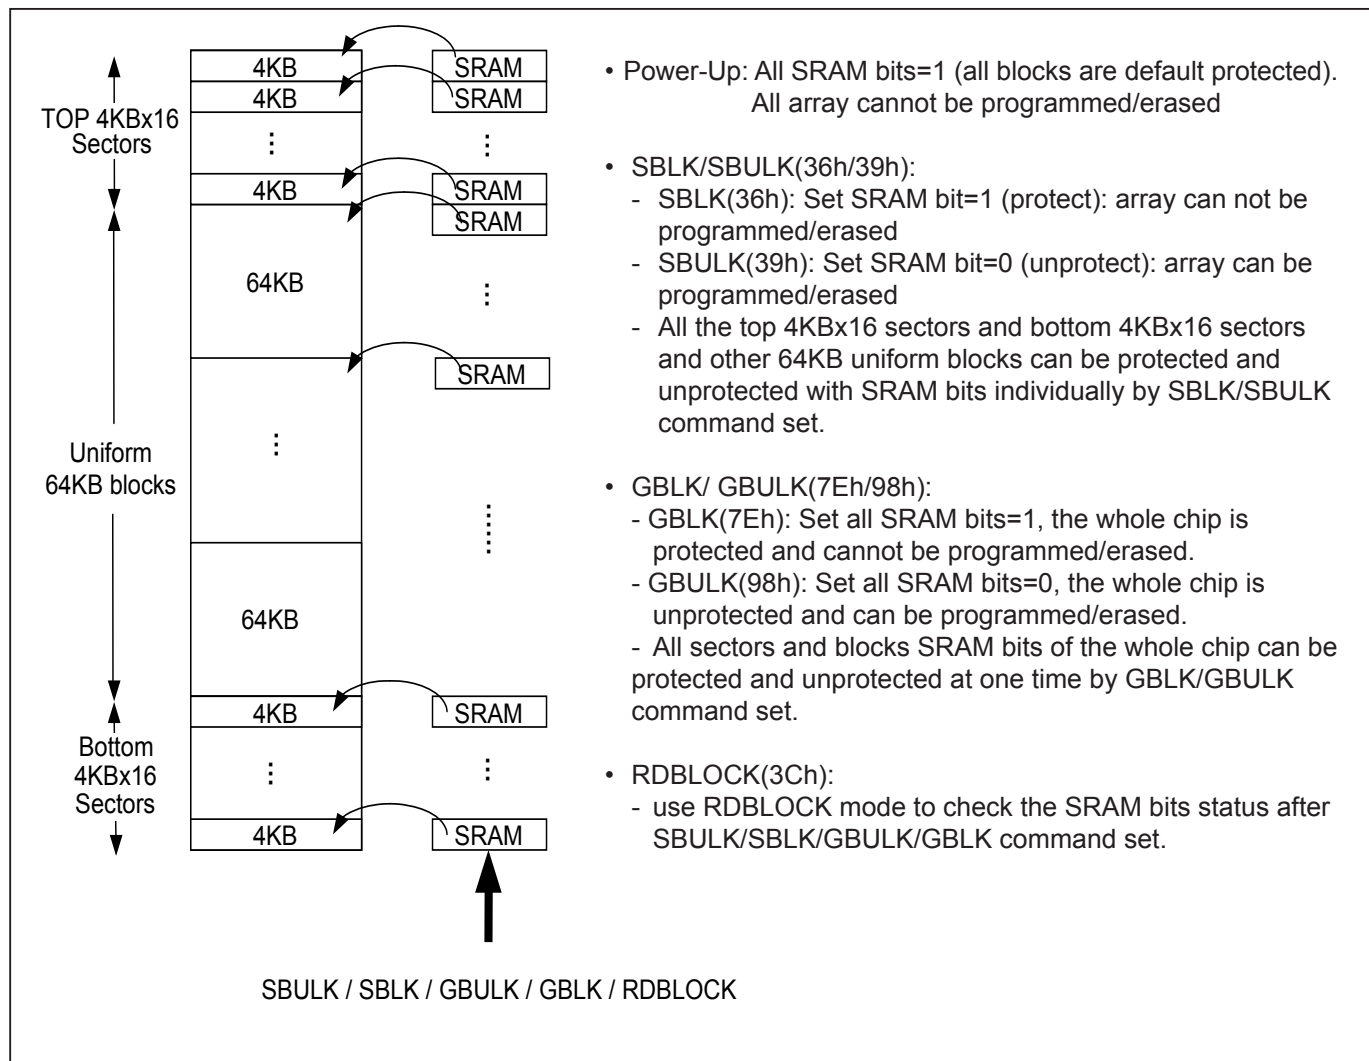 4KB
SRAM
4KB
SRAM
TOP 4KBx16
Sectors
⋮
⋮
4KB
SRAM
SRAM
64KB
⋮
SRAM
Uniform
64KB blocks
⋮
⋮
64KB
4KB
SRAM
Bottom
4KBx16
Sectors
⋮
⋮
4KB
SRAM
SBULK / SBLK / GBULK / GBLK / RDBLOCK
• Power-Up: All SRAM bits=1 (all blocks are default protected).
All array cannot be programmed/erased
• SBLK/SBULK(36h/39h):
- SBLK(36h): Set SRAM bit=1 (protect): array can not be
programmed/erased
- SBULK(39h): Set SRAM bit=0 (unprotect): array can be
programmed/erased
- All the top 4KBx16 sectors and bottom 4KBx16 sectors
and other 64KB uniform blocks can be protected and
unprotected with SRAM bits individually by SBLK/SBULK
command set.
• GBLK/ GBULK(7Eh/98h):
- GBLK(7Eh): Set all SRAM bits=1, the whole chip is
protected and cannot be programmed/erased.
- GBULK(98h): Set all SRAM bits=0, the whole chip is
unprotected and can be programmed/erased.
- All sectors and blocks SRAM bits of the whole chip can be
protected and unprotected at one time by GBLK/GBULK
command set.
• RDBLOCK(3Ch):
- use RDBLOCK mode to check the SRAM bits status after
SBULK/SBLK/GBULK/GBLK command set.